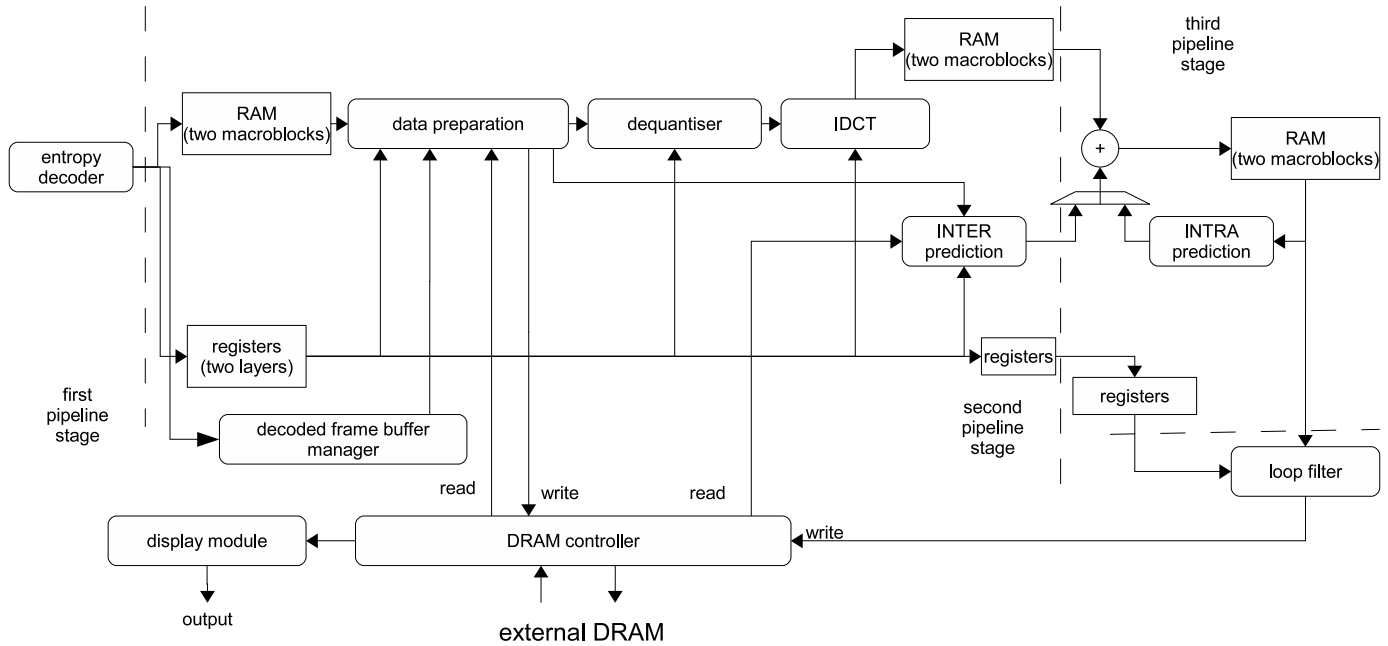 RAM
(two macroblocks)
third
pipeline
stage
RAM
(two macroblocks)
data preparation
dequantiser
IDCT
RAM
(two macroblocks)
entropy
decoder
+
INTER
prediction
INTRA
prediction
registers
(two layers)
registers
registers
first
pipeline
stage
decoded frame buffer
manager
second
pipeline
stage
loop filter
read
write
read
write
display module
DRAM controller
output
external DRAM